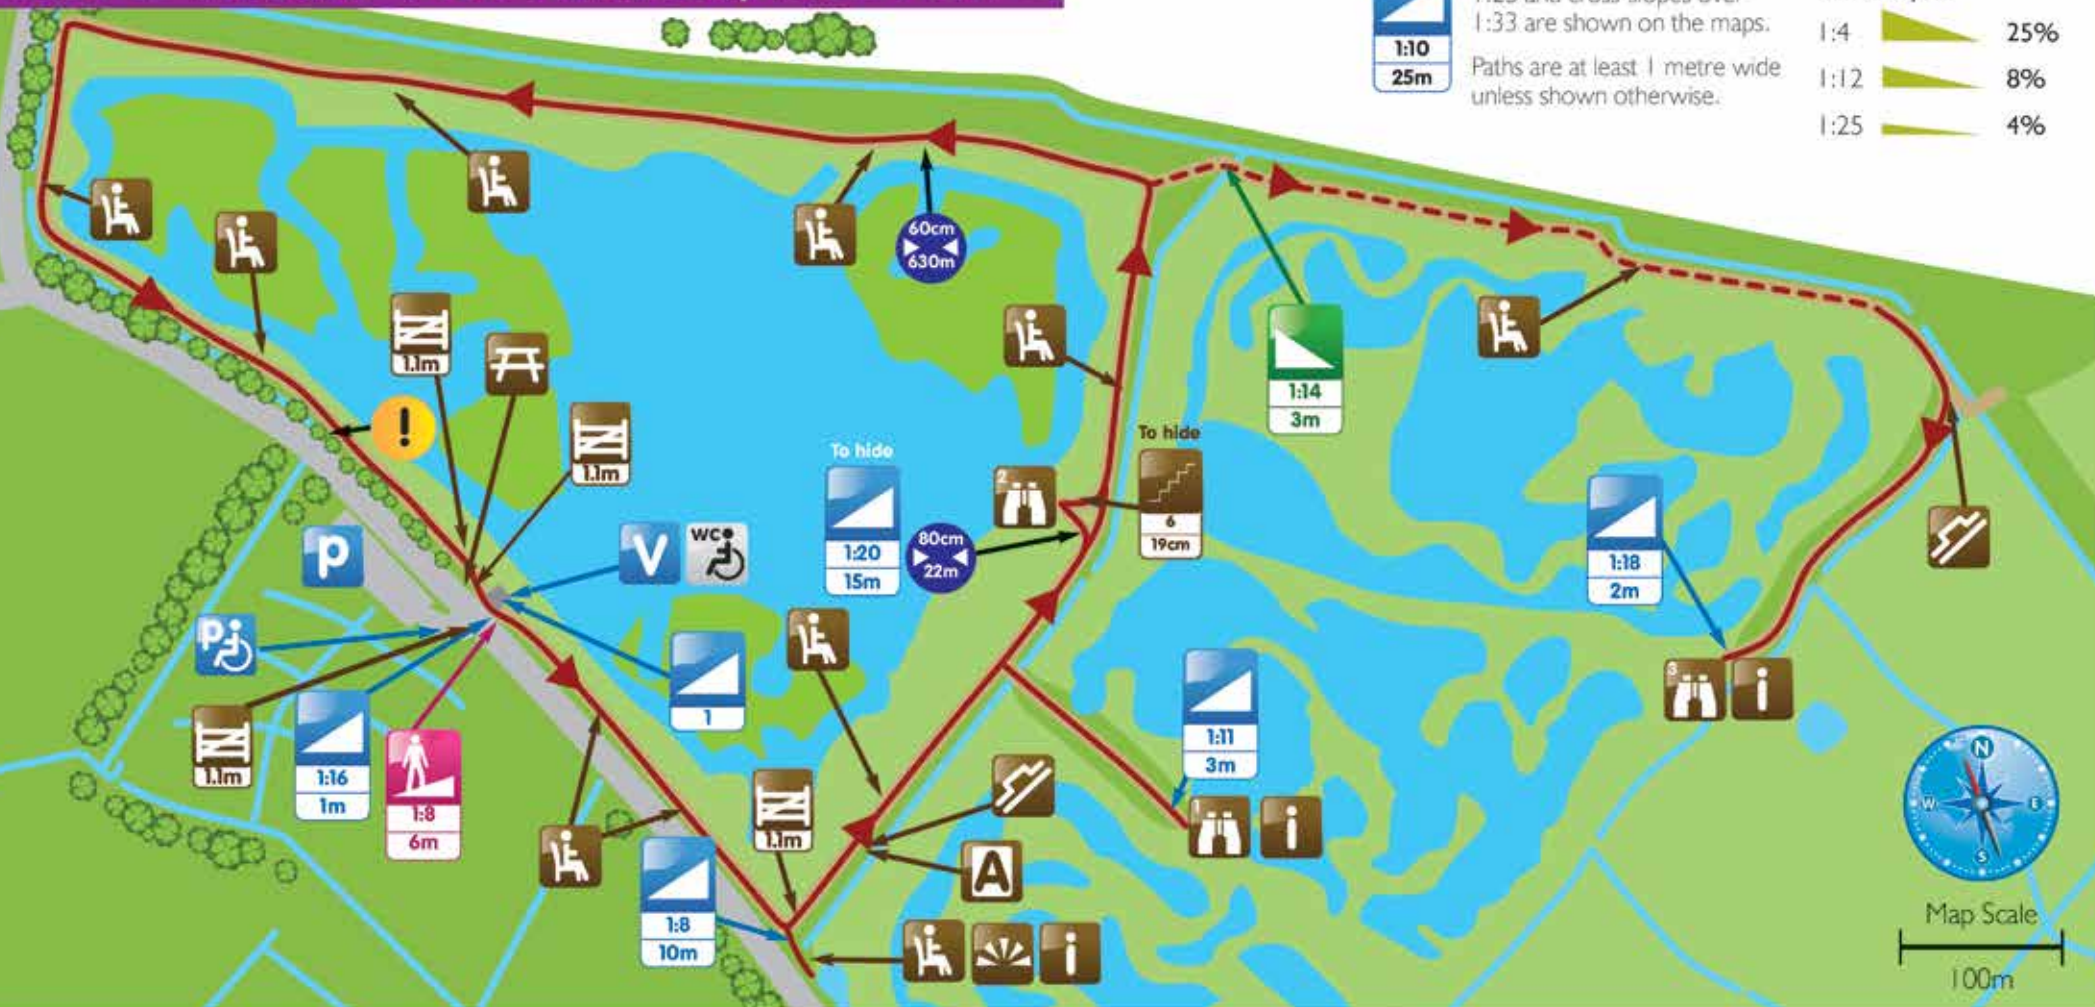 1:33 are shown on the maps.
Paths are at least 1 metre wide
unless shown otherwise.
1:10
25m
1:4 25%
1:12 8%
1:25 4%
60cm
630m
1.1m
1.1m
!
To hide
1:20
15m
80cm
22m
2
To hide
6
19cm
1:14
3m
1:18
2m
3
i
P
V
WC
P
1.1m
1:16
1m
1:8
6m
1
1:11
3m
1
i
1.1m
A
1:8
10m
i
N
W
E
S
Map Scale
100m